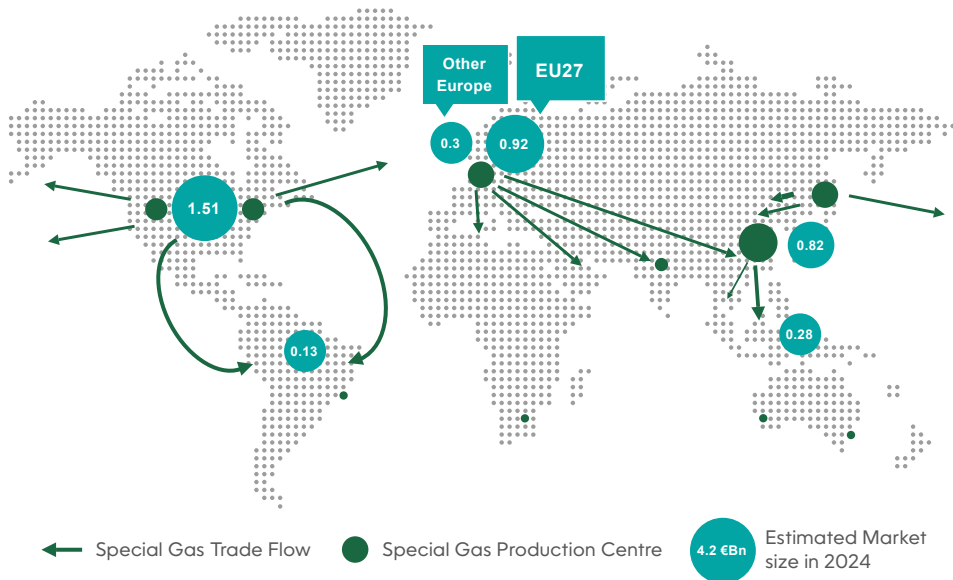 Other
Europe
EU27
0.3
0.92
1.51
0.82
0.13
0.28
Special Gas Trade Flow
Special Gas Production Centre
4.2 €Bn
Estimated Market
size in 2024